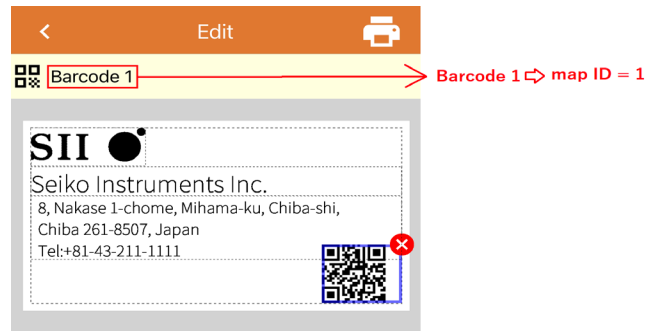 Edit
Barcode 1
Barcode 1 ⇨ map ID = 1
SII
Seiko Instruments Inc.
8, Nakase 1-chome, Mihama-ku, Chiba-shi,
Chiba 261-8507, Japan
Tel:+81-43-211-1111